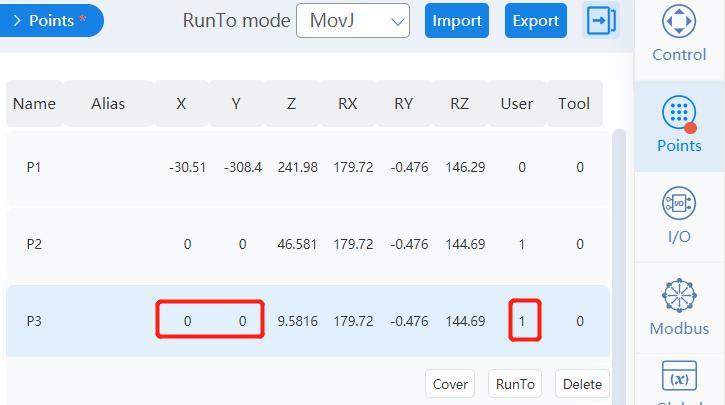 > Points *
RunTo mode MovJ Import Export
Control
Name Alias X Y Z RX RY RZ User Tool
Points
P1 -30.51 -308.4 241.98 179.72 -0.476 146.29 0 0
I/O
I/O
P2 0 0 46.581 179.72 -0.476 144.69 1 0
Modbus
P3 0 0 9.5816 179.72 -0.476 144.69 1 0
(x)
Cover RunTo Delete